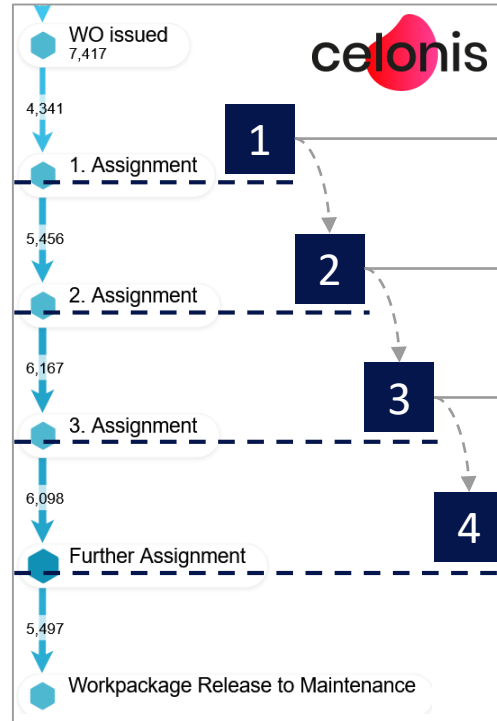 WO issued
7,417
celonis
4,341
1
1. Assignment
5,456
2
2. Assignment
6,167
3
3. Assignment
6,098
4
Further Assignment
5,497
Workpackage Release to Maintenance